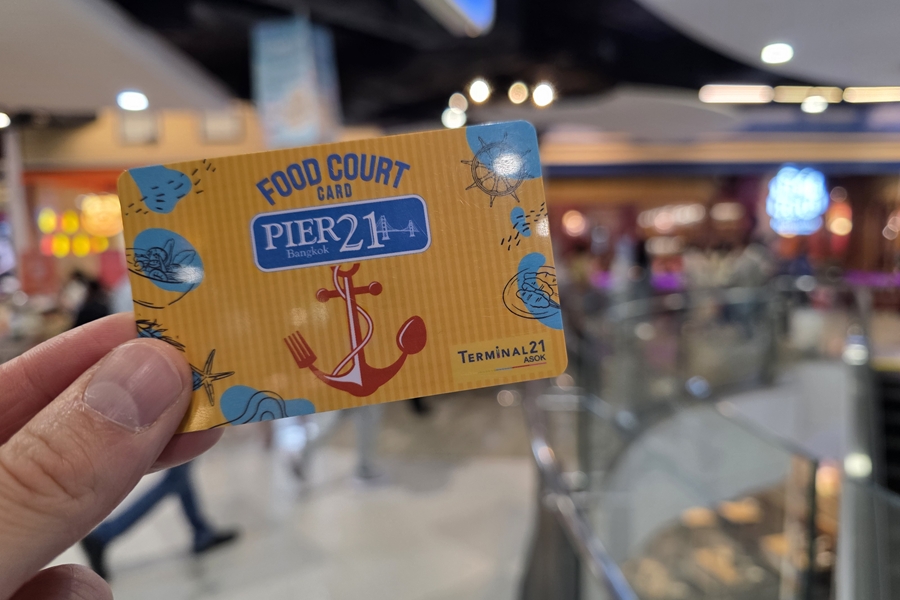 FOOD COURT
CARD
PIER21
Bangkok
TERMINAL21
ASOK